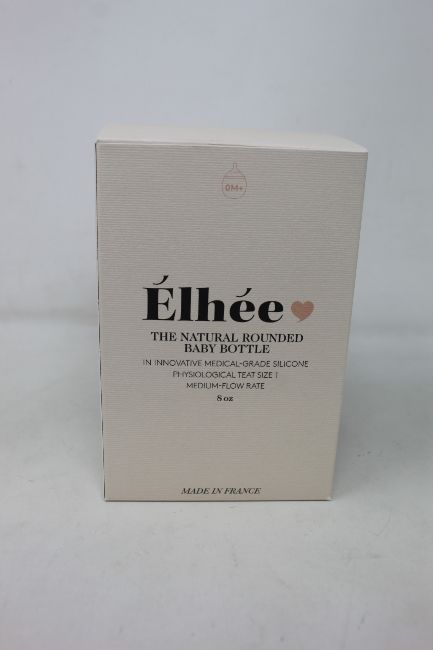 0M+
Élhée
THE NATURAL ROUNDED
BABY BOTTLE
IN INNOVATIVE MEDICAL-GRADE SILICONE
PHYSIOLOGICAL TEAT SIZE 1
MEDIUM-FLOW RATE
8 oz
MADE IN FRANCE